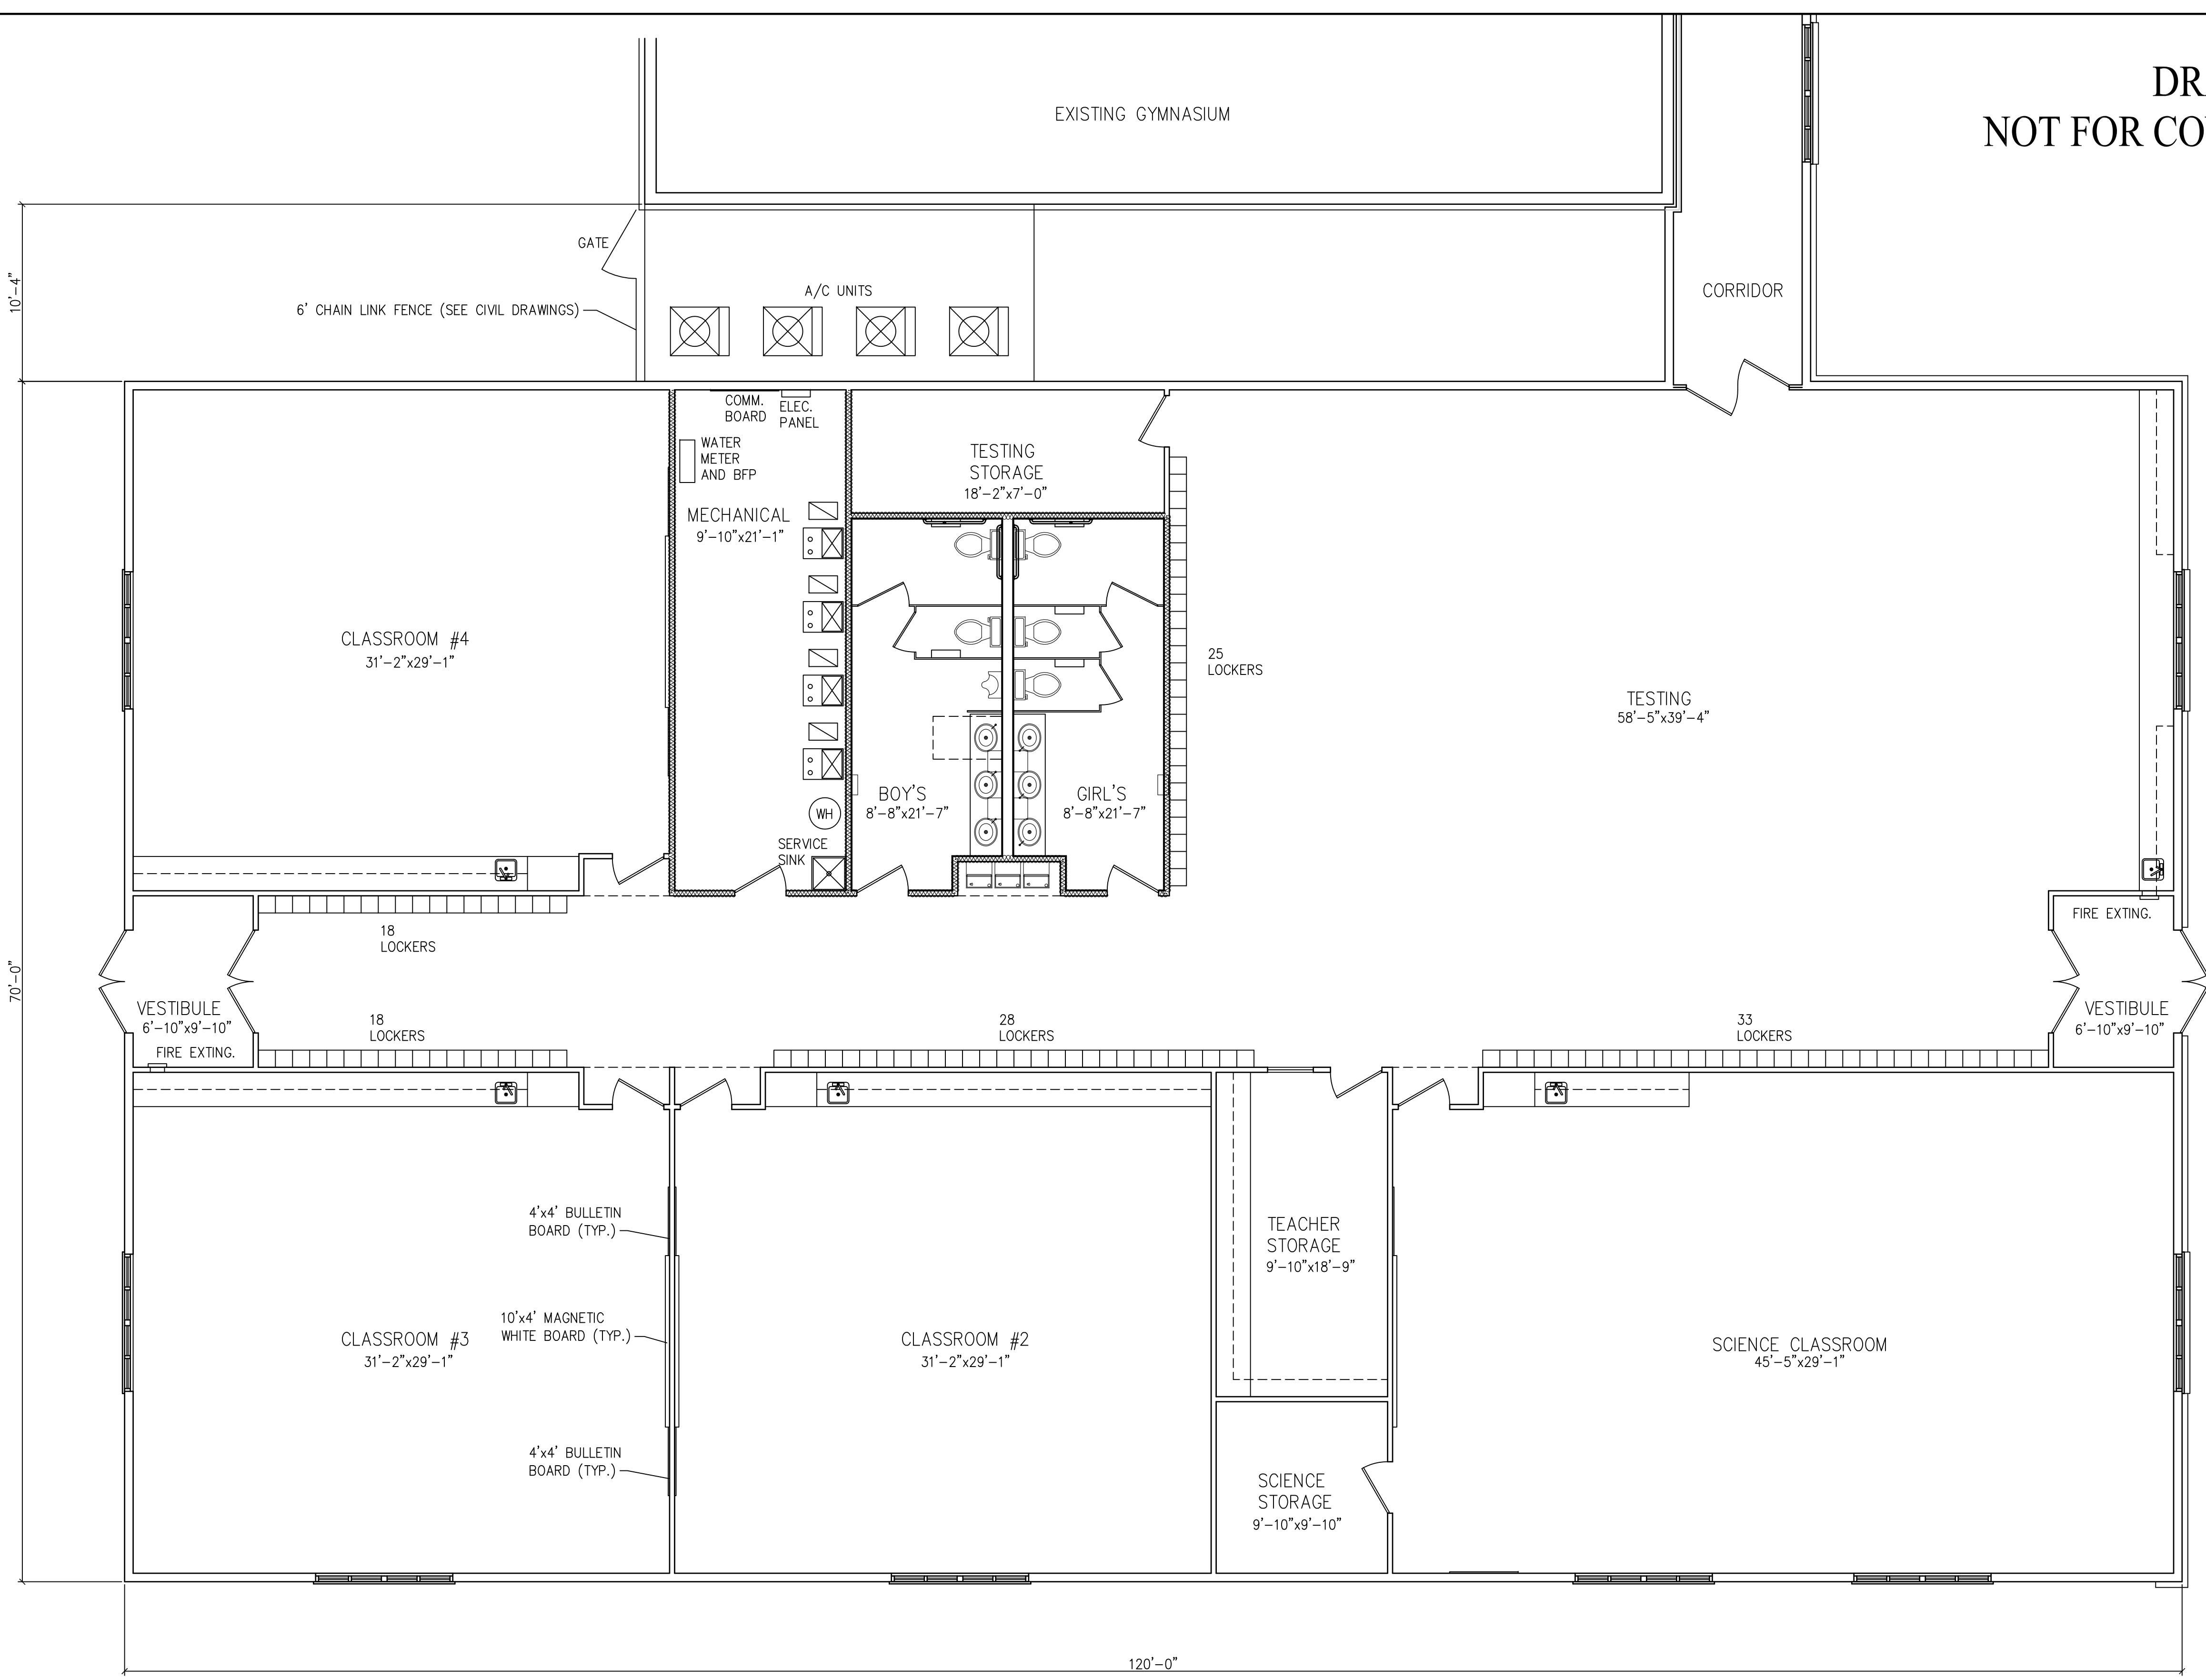 DRA
NOT FOR CO
EXISTING GYMNASIUM
GATE
6' CHAIN LINK FENCE (SEE CIVIL DRAWINGS)
A/C UNITS
CORRIDOR
10'-4"
COMM.
BOARD
ELEC.
PANEL
WATER
METER
AND BFP
MECHANICAL
9'-10"x21'-1"
TESTING
STORAGE
18'-2"x7'-0"
CLASSROOM #4
31'-2"x29'-1"
25
LOCKERS
TESTING
58'-5"x39'-4"
BOY'S
8'-8"x21'-7"
GIRL'S
8'-8"x21'-7"
WH
SERVICE
SINK
18
LOCKERS
FIRE EXTING.
70'-0"
VESTIBULE
6'-10"x9'-10"
FIRE EXTING.
18
LOCKERS
28
LOCKERS
33
LOCKERS
VESTIBULE
6'-10"x9'-10"
4'x4' BULLETIN
BOARD (TYP.)
10'x4' MAGNETIC
WHITE BOARD (TYP.)
4'x4' BULLETIN
BOARD (TYP.)
CLASSROOM #3
31'-2"x29'-1"
CLASSROOM #2
31'-2"x29'-1"
TEACHER
STORAGE
9'-10"x18'-9"
SCIENCE CLASSROOM
45'-5"x29'-1"
SCIENCE
STORAGE
9'-10"x9'-10"
120'-0"